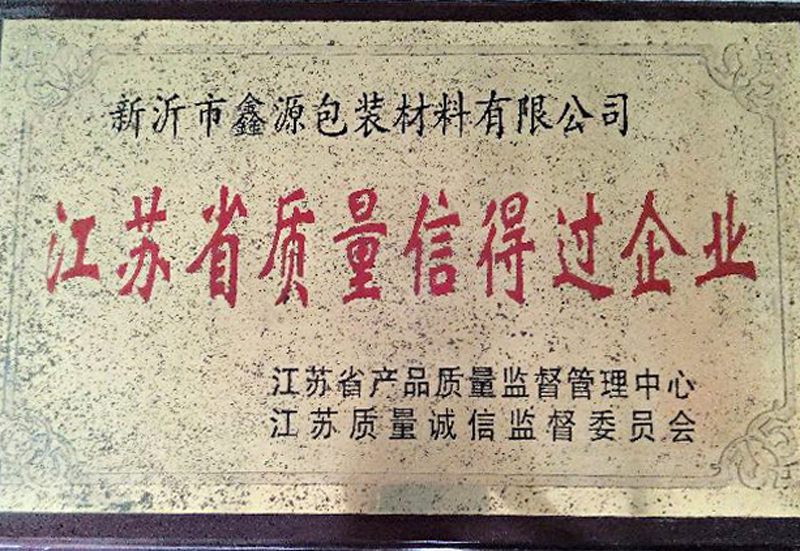 新沂市鑫源包装材料有限公司
江苏省质量信得过企业
江苏省产品质量监督管理中心
江苏质量诚信监督委员会